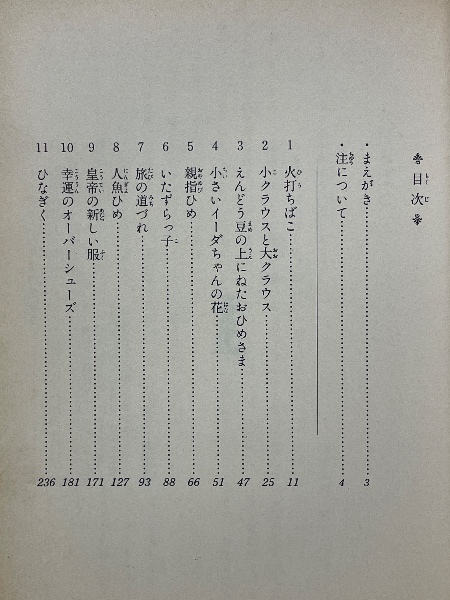 ❉ 目次 ❉
・まえがき……3
・注について……4
1 火打ちばこ……11
2 小クラウスと大クラウス……25
3 えんどう豆の上にねたおひめさま……47
4 小さいイーダちゃんの花……51
5 親指ひめ……66
6 いたずらっ子……88
7 旅の道づれ……93
8 人魚ひめ……127
9 皇帝の新しい服……171
10 幸運のオーバーシューズ……181
11 ひなぎく……236